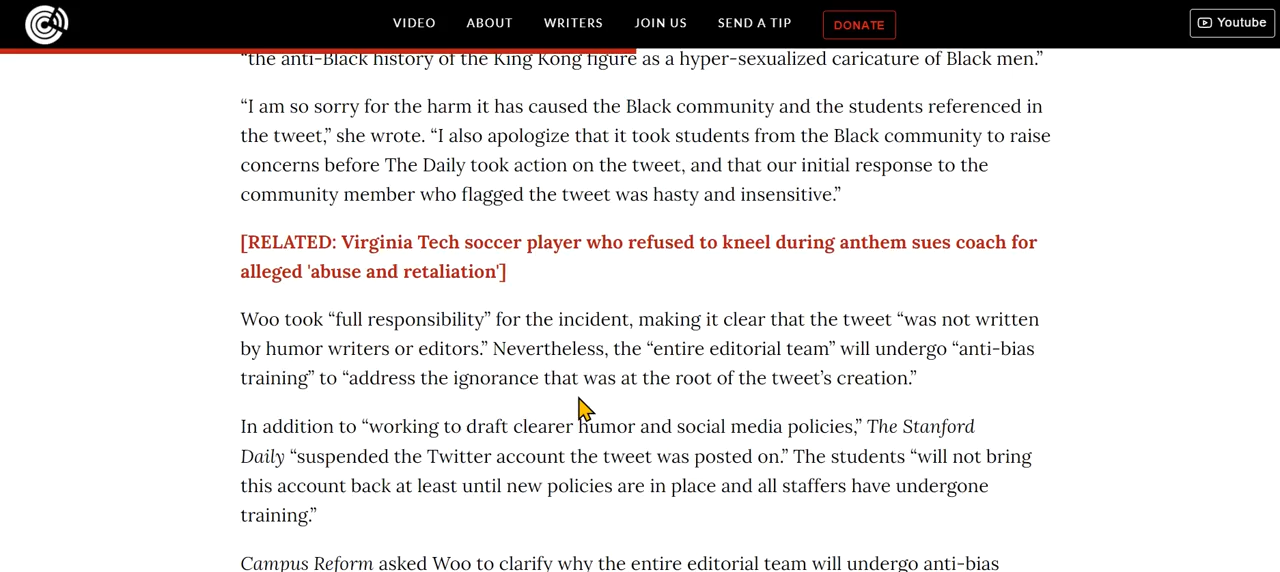 VIDEO ABOUT WRITERS JOIN US SEND A TIP DONATE Youtube
“the anti-Black history of the King Kong figure as a hyper-sexualized caricature of Black men.”
“I am so sorry for the harm it has caused the Black community and the students referenced in
the tweet,” she wrote. “I also apologize that it took students from the Black community to raise
concerns before The Daily took action on the tweet, and that our initial response to the
community member who flagged the tweet was hasty and insensitive.”
[RELATED: Virginia Tech soccer player who refused to kneel during anthem sues coach for
alleged 'abuse and retaliation']
Woo took “full responsibility” for the incident, making it clear that the tweet “was not written
by humor writers or editors.” Nevertheless, the “entire editorial team” will undergo “anti-bias
training” to “address the ignorance that was at the root of the tweet’s creation.”
In addition to “working to draft clearer humor and social media policies,” The Stanford
Daily “suspended the Twitter account the tweet was posted on.” The students “will not bring
this account back at least until new policies are in place and all staffers have undergone
training.”
Campus Reform asked Woo to clarify why the entire editorial team will undergo anti-bias